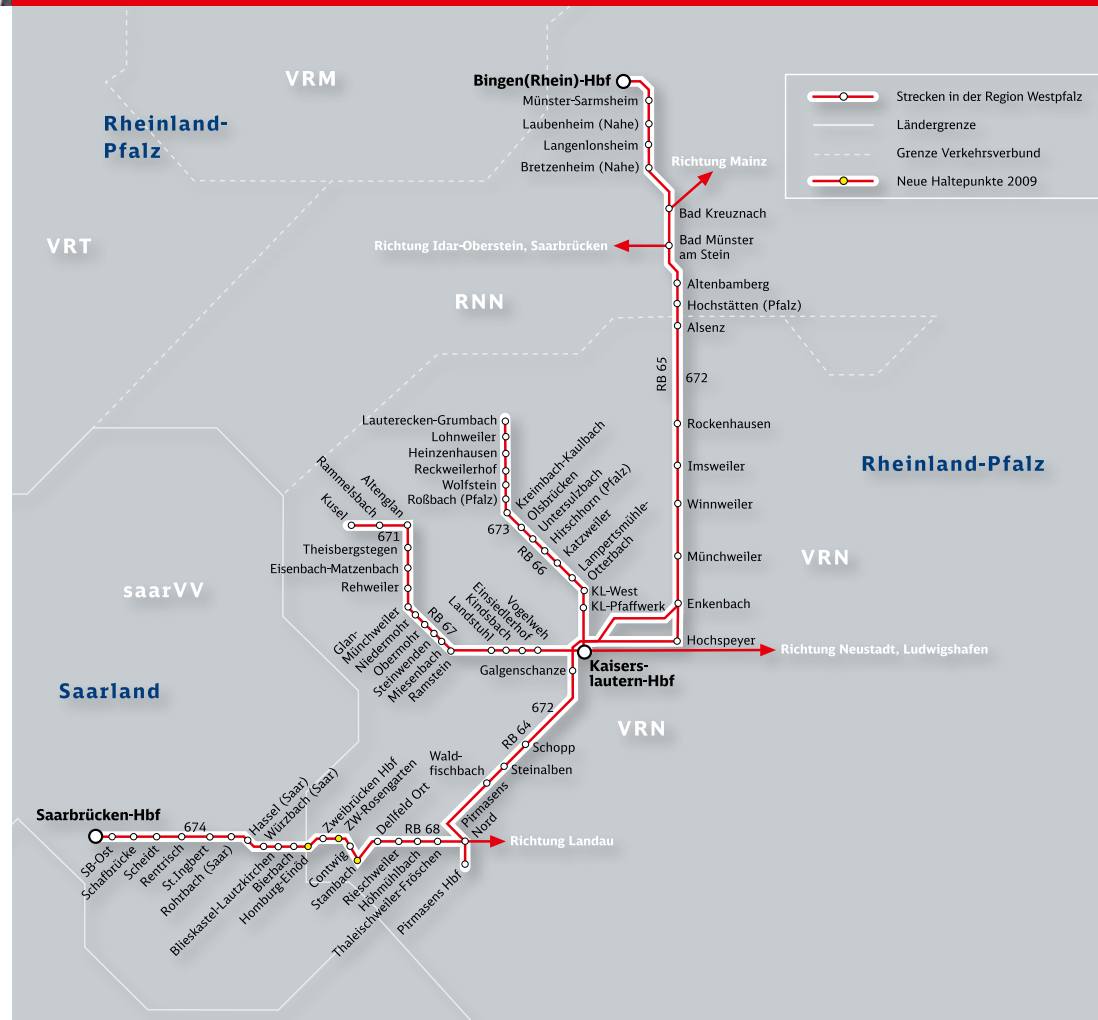 VRM
Bingen(Rhein)-Hbf
Münster-Sarmsheim
Laubenheim (Nahe)
Langenlonsheim
Bretzenheim (Nahe)
Strecken in der Region Westpfalz
Ländergrenze
Grenze Verkehrsverbund
Neue Haltepunkte 2009
Rheinland-
Pfalz
Richtung Mainz
Bad Kreuznach
VRT
Richtung Idar-Oberstein, Saarbrücken
Bad Münster
am Stein
RNN
Altenbamberg
Hochstätten (Pfalz)
Alsenz
RB 65
672
Rockenhausen
Imsweiler
Winnweiler
Münchweiler
Enkenbach
Hochspeyer
Rheinland-Pfalz
VRN
Lauterecken-Grumbach
Lohnweiler
Heinzenhausen
Reckweilerhof
Wolfstein
Roßbach (Pfalz)
Kreimbach-Kaulbach
Olsbrücken
Untersulzbach
Hirschhorn (Pfalz)
Katzweiler
Lampertsmühle-
Otterbach
673
RB 66
KL-West
KL-Pfaffwerk
Kusel
Rammelsbach
Altenglan
671
Theisbergstegen
Eisenbach-Matzenbach
Rehweiler
Glan-
Münchweiler
Niedermohr
Obermohr
Steinwenden
Miesenbach
Ramstein
RB 67
Landstuhl
Kindsbach
Einsiedlerhof
Vogelweh
saarVV
Richtung Neustadt, Ludwigshafen
Kaisers-
lautern-Hbf
Galgenschanze
Saarland
672
RB 64
VRN
Schopp
Steinalben
Wald-
fischbach
Pirmasens
Nord
Richtung Landau
Pirmasens Hbf
Saarbrücken-Hbf
674
SB-Ost
Schafbrücke
Scheidt
Rentrisch
St.Ingbert
Rohrbach (Saar)
Hassel (Saar)
Würzbach (Saar)
Blieskastel-Lautzkirchen
Bierbach
Homburg-Einöd
Zweibrücken Hbf
ZW-Rosengarten
Contwig
Stambach
Dellfeld Ort
RB 68
Rieschweiler
Höhmühlbach
Thaleischweiler-Fröschen